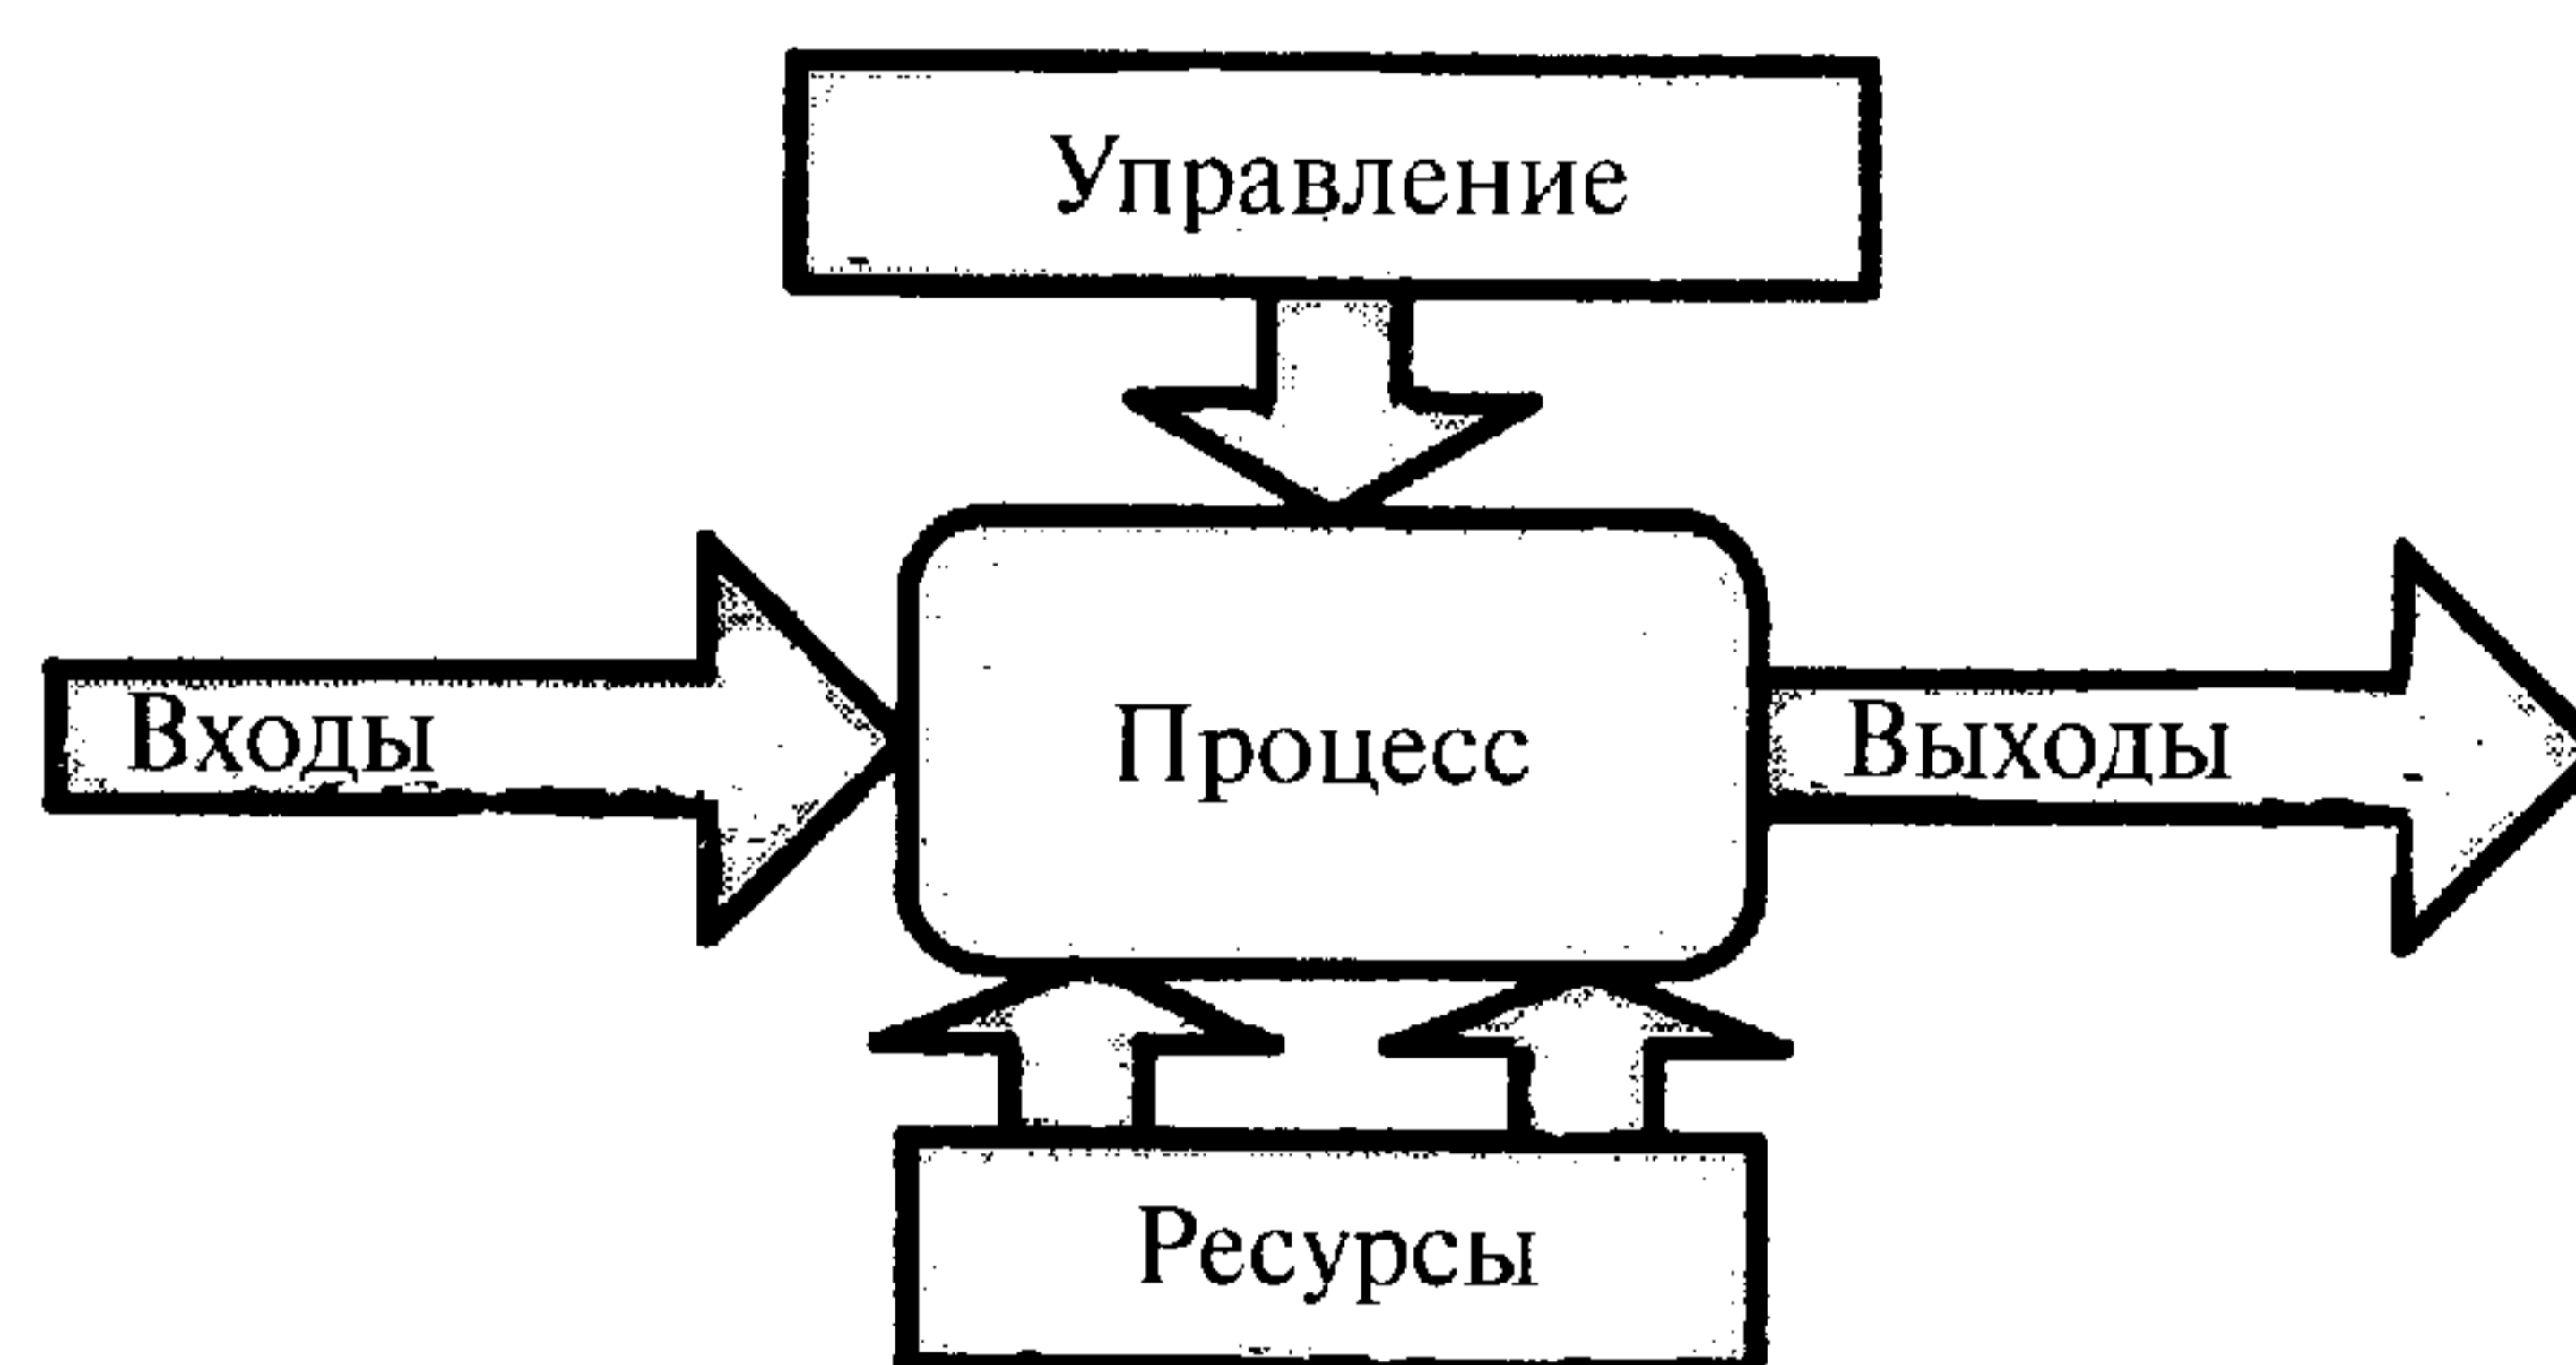 Управление
Входы
Процесс
Выходы
Ресурсы